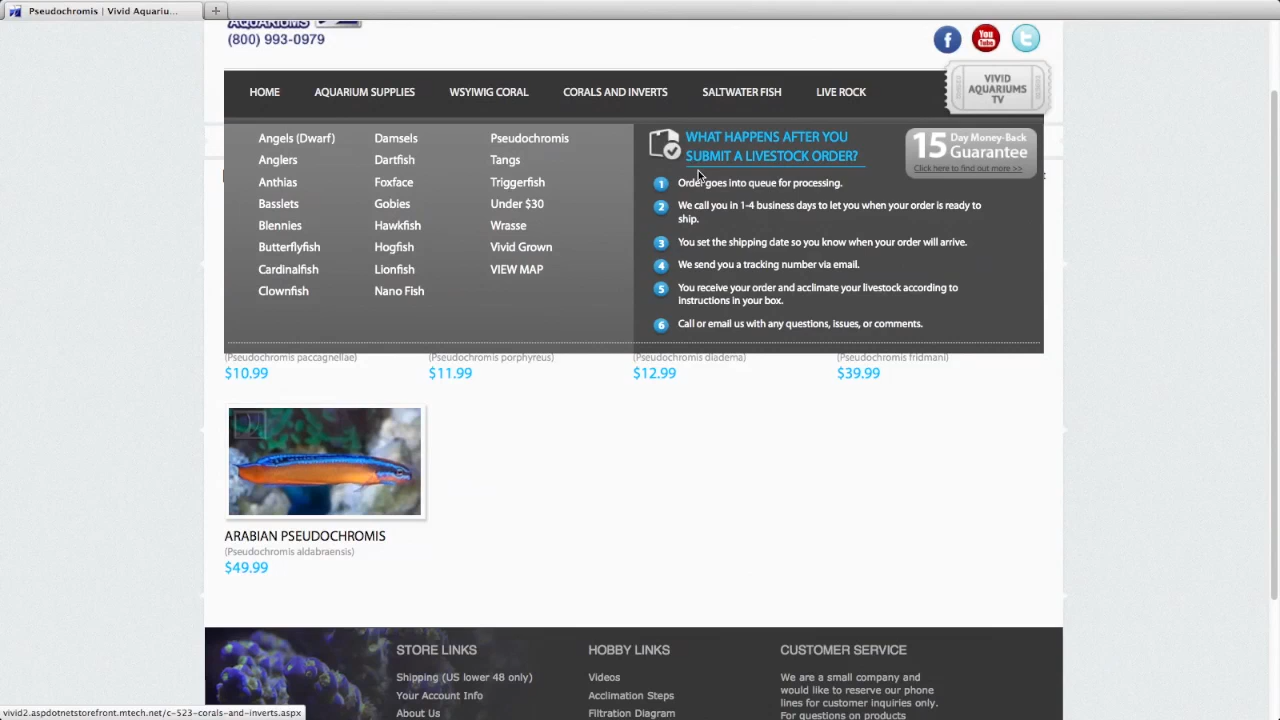 Pseudochromis | Vivid Aquariu...
AQUARIUMS
(800) 993-0979
You
Tube
HOME AQUARIUM SUPPLIES WSYIWIG CORAL CORALS AND INVERTS SALTWATER FISH LIVE ROCK
VIVID
AQUARIUMS
TV
Angels (Dwarf) Damsels Pseudochromis
Anglers Dartfish Tangs
Anthias Foxface Triggerfish
Basslets Gobies Under $30
Blennies Hawkfish Wrasse
Butterflyfish Hogfish Vivid Grown
Cardinalfish Lionfish VIEW MAP
Clownfish Nano Fish
WHAT HAPPENS AFTER YOU
SUBMIT A LIVESTOCK ORDER?
15 Day Money-Back
Guarantee
Click here to find out more >>
1 Order goes into queue for processing.
2 We call you in 1-4 business days to let you when your order is ready to
ship.
3 You set the shipping date so you know when your order will arrive.
4 We send you a tracking number via email.
5 You receive your order and acclimate your livestock according to
instructions in your box.
6 Call or email us with any questions, issues, or comments.
(Pseudochromis paccagnellae) (Pseudochromis porphyreus) (Pseudochromis diadema) (Pseudochromis fridmani)
$10.99 $11.99 $12.99 $39.99
ARABIAN PSEUDOCHROMIS
(Pseudochromis aldabraensis)
$49.99
STORE LINKS HOBBY LINKS CUSTOMER SERVICE
Shipping (US lower 48 only) Videos We are a small company and
would like to reserve our phone
Your Account Info Acclimation Steps lines for customer inquiries only.
About Us Filtration Diagram For questions on products
vivid2.aspdotnetstorefront.mtech.net/c-523-corals-and-inverts.aspx